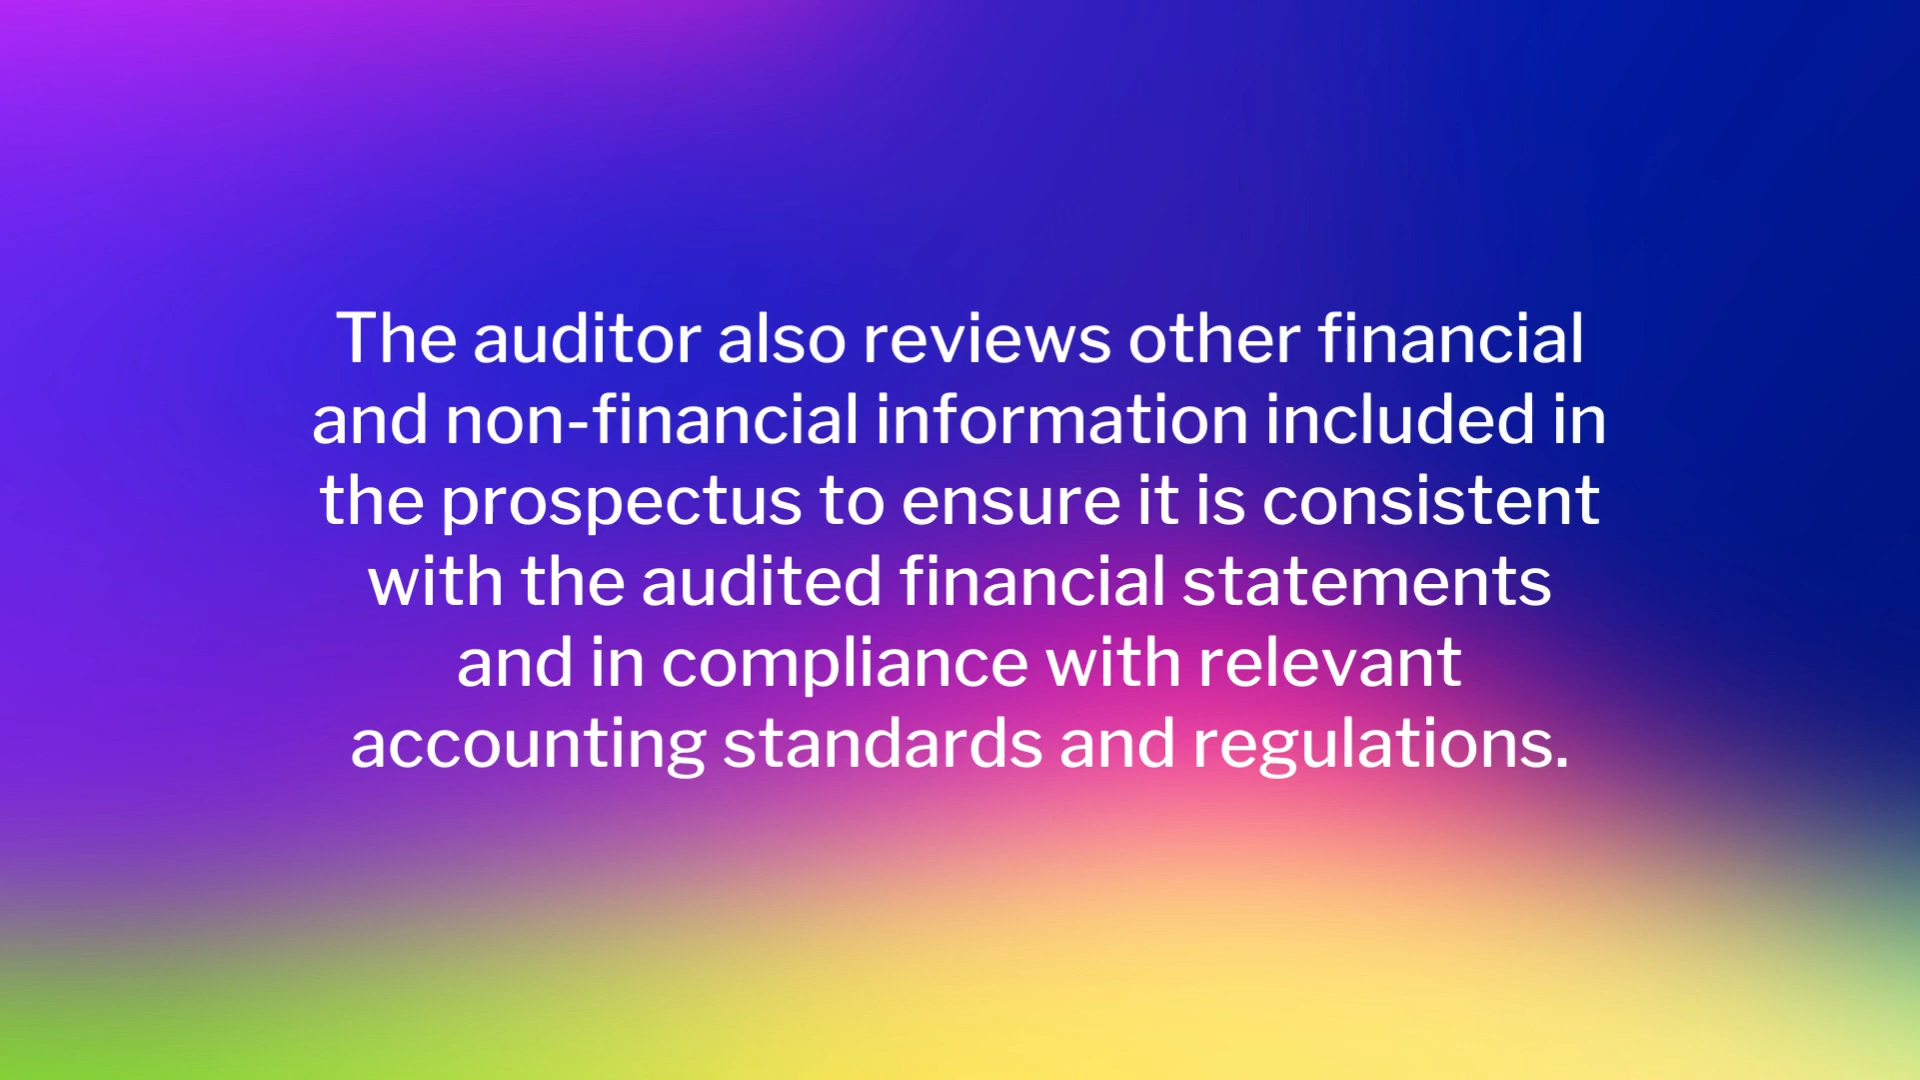 The auditor also reviews other financial
and non-financial information included in
the prospectus to ensure it is consistent
with the audited financial statements
and in compliance with relevant
accounting standards and regulations.